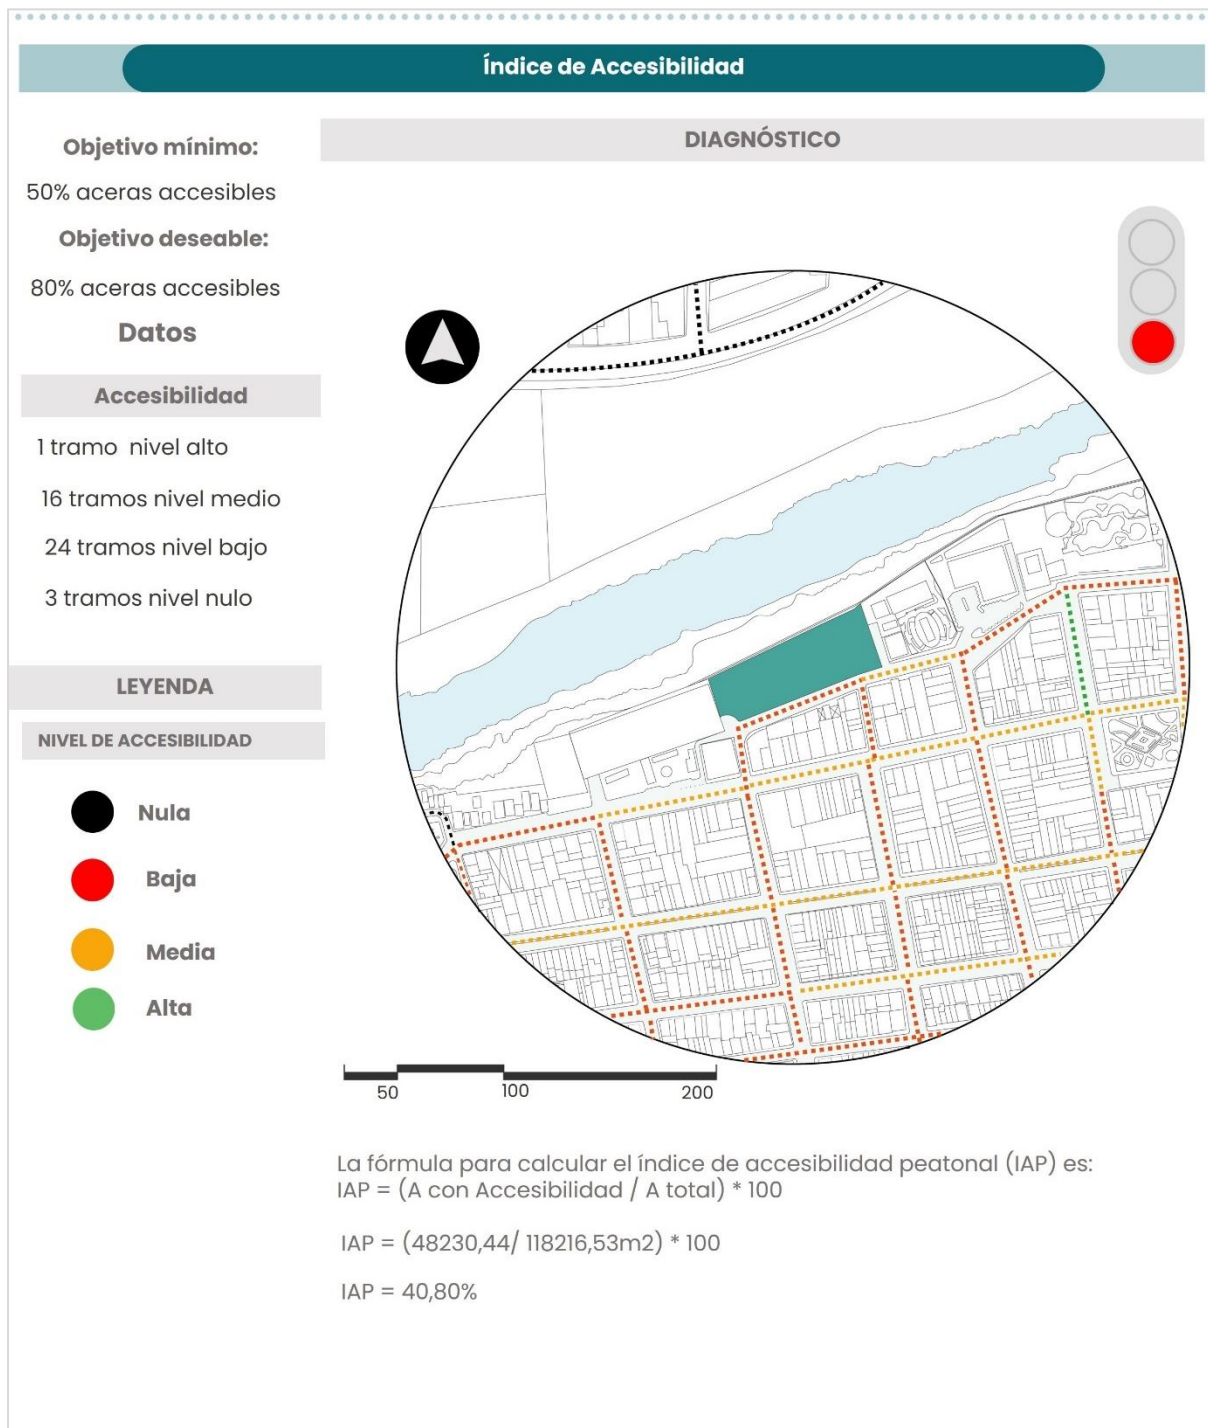 Índice de Accesibilidad
Objetivo mínimo:
50% aceras accesibles
Objetivo deseable:
80% aceras accesibles
Datos
Accesibilidad
1 tramo nivel alto
16 tramos nivel medio
24 tramos nivel bajo
3 tramos nivel nulo
LEYENDA
NIVEL DE ACCESIBILIDAD
Nula
Baja
Media
Alta
DIAGNÓSTICO
50 100 200
La fórmula para calcular el índice de accesibilidad peatonal (IAP) es:
IAP = (A con Accesibilidad / A total) * 100
IAP = (48230,44/ 118216,53m2) * 100
IAP = 40,80%